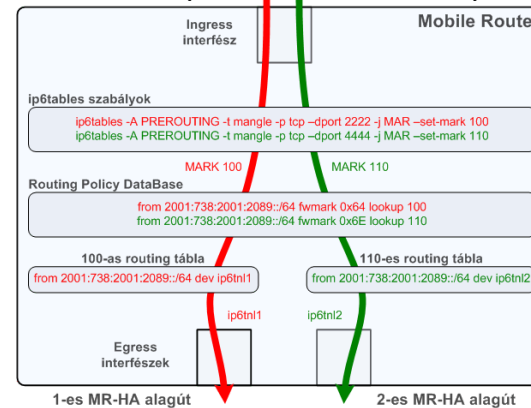 Mobile Route
Ingress
interfész
ip6tables szabályok
ip6tables -A PREROUTING -t mangle -p tcp –dport 2222 -j MAR –set-mark 100
ip6tables -A PREROUTING -t mangle -p tcp –dport 4444 -j MAR –set-mark 110
MARK 100
MARK 110
Routing Policy DataBase
from 2001:738:2001:2089::/64 fwmark 0x64 lookup 100
from 2001:738:2001:2089::/64 fwmark 0x6E lookup 110
100-as routing tábla
110-es routing tábla
from 2001:738:2001:2089::/64 dev ip6tnl1
from 2001:738:2001:2089::/64 dev ip6tnl2
ip6tnl1
ip6tnl2
Egress
interfészek
1-es MR-HA alagút
2-es MR-HA alagút